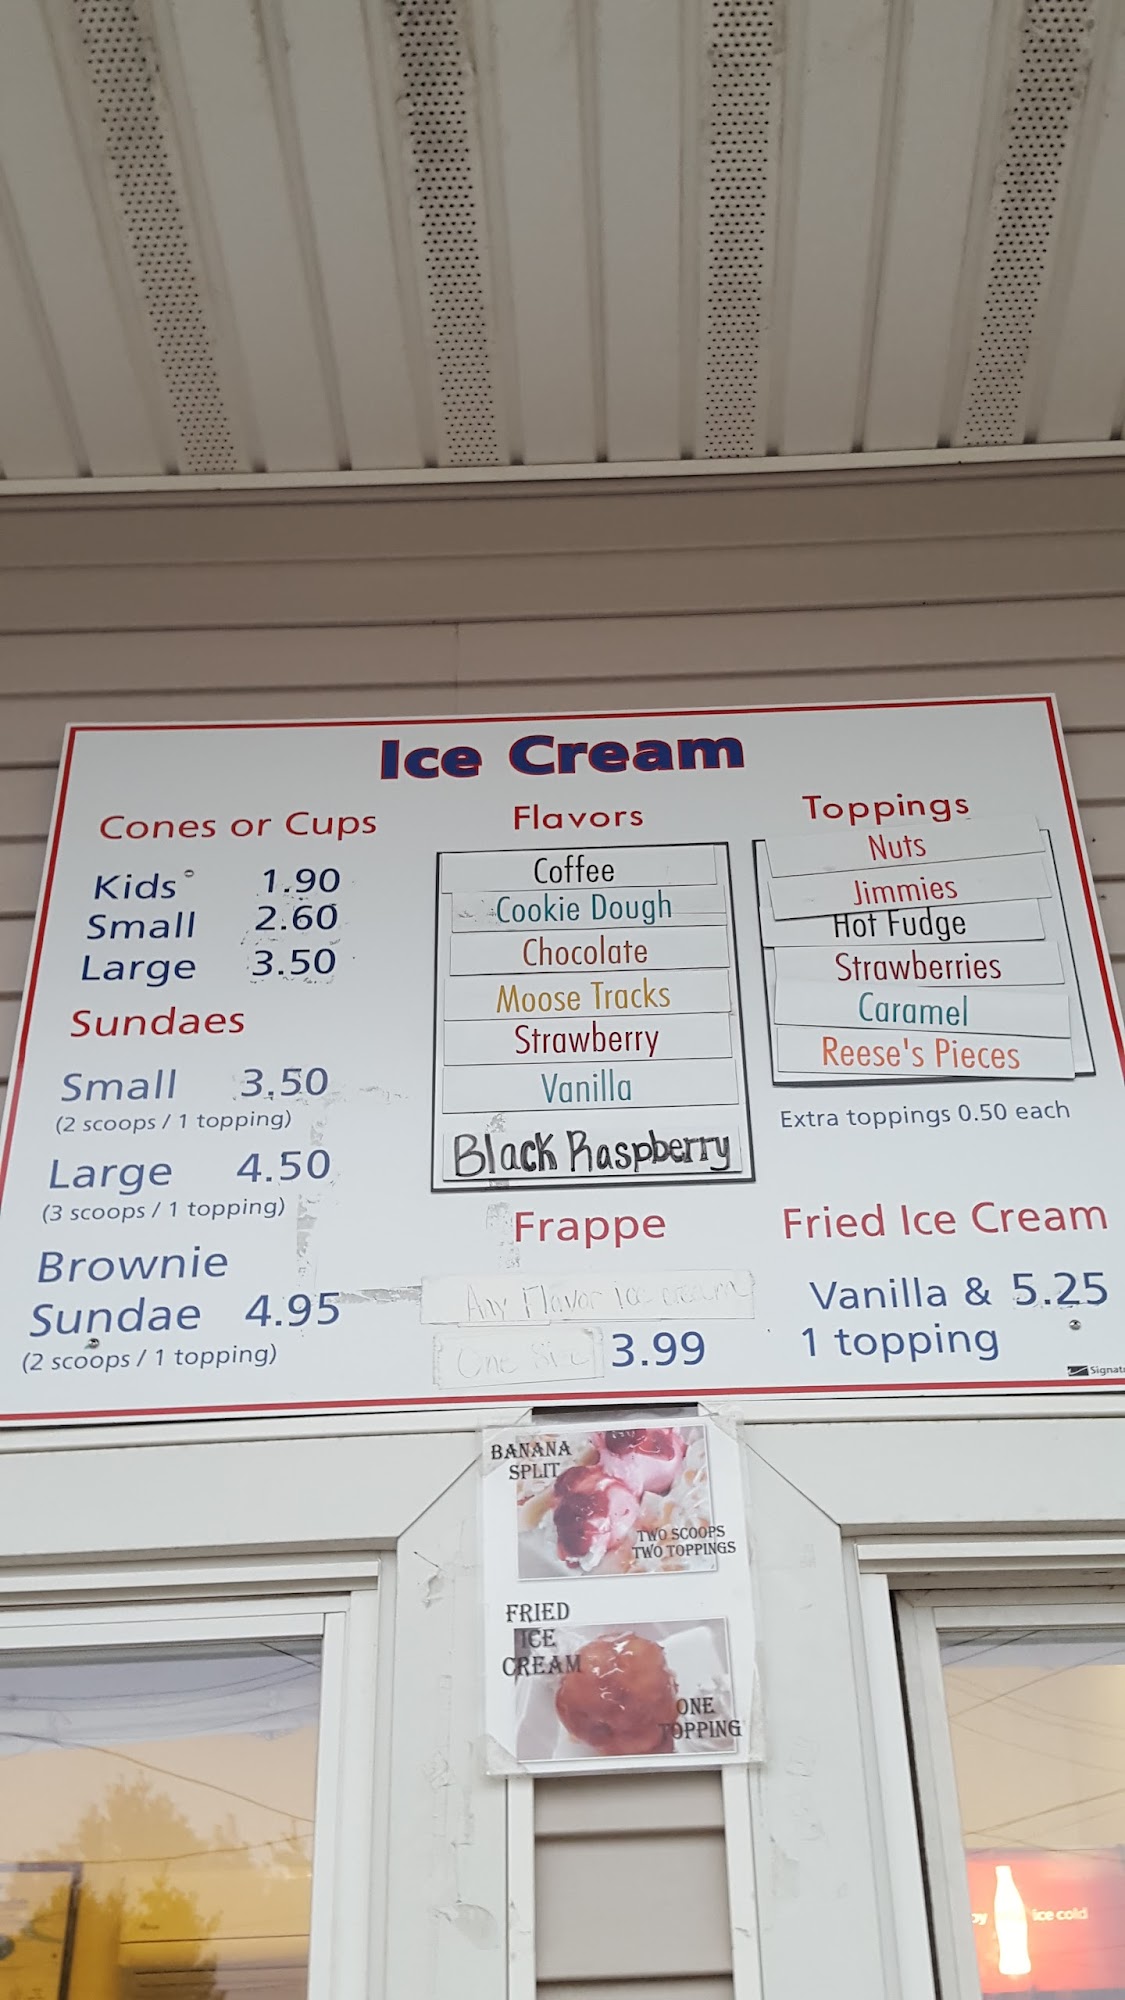 Ice Cream
Cones or Cups
Kids 1.90
Small 2.60
Large 3.50
Sundaes
Small 3.50
(2 scoops / 1 topping)
Large 4.50
(3 scoops / 1 topping)
Brownie
Sundae 4.95
(2 scoops / 1 topping)
Flavors
Coffee
Cookie Dough
Chocolate
Moose Tracks
Strawberry
Vanilla
Black Raspberry
Frappe
Any Flavor ice cream
One Size 3.99
Toppings
Nuts
Jimmies
Hot Fudge
Strawberries
Caramel
Reese's Pieces
Extra toppings 0.50 each
Fried Ice Cream
Vanilla & 5.25
1 topping
BANANA
SPLIT
TWO SCOOPS
TWO TOPPINGS
FRIED
ICE
CREAM
ONE
TOPPING
ice cold